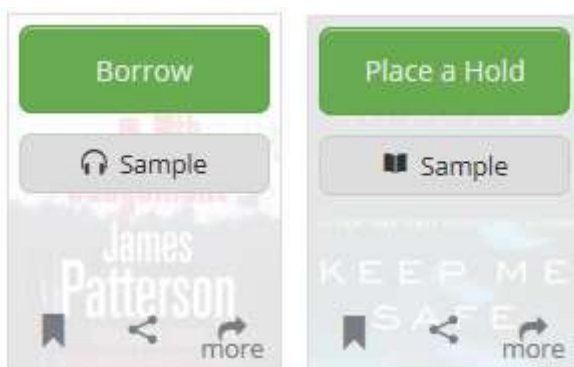 Borrow
Sample
James
Patterson
more
Place a Hold
Sample
KEEP ME
SAFE
more